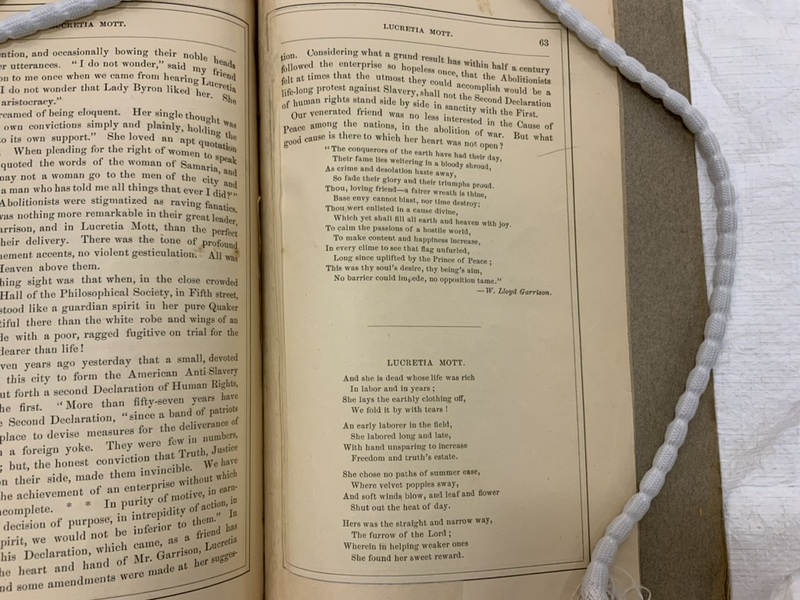 LUCRETIA MOTT.
ention, and occasionally bowing their noble heads
er utterances. "I do not wonder," said my friend
on to me once when we came from hearing Lucretia
I do not wonder that Lady Byron liked her. She
aristocracy."
reamed of being eloquent. Her single thought was
own convictions simply and plainly, holding the
to its own support." She loved an apt quotation
When pleading for the right of women to speak
quoted the words of the woman of Samaria, and
may not a woman go to the men of the city and
a man who has told me all things that ever I did?"
Abolitionists were stigmatized as raving fanatics,
was nothing more remarkable in their great leader,
arrison, and in Lucretia Mott, than the perfect
their delivery. There was the tone of profound
hement accents, no violent gesticulation. All was
Heaven above them.
hing sight was that when, in the close crowded
Hall of the Philosophical Society, in Fifth street,
stood like a guardian spirit in her pure Quaker
tiful there than the white robe and wings of an
de with a poor, ragged fugitive on trial for the
dearer than life!
ven years ago yesterday that a small, devoted
this city to form the American Anti-Slavery
ut forth a second Declaration of Human Rights,
he first. "More than fifty-seven years have
e Second Declaration, "since a band of patriots
place to devise measures for the deliverance of
a foreign yoke. They were few in numbers,
; but, the honest conviction that Truth, Justice
on their side, made them invincible. We have
the achievement of an enterprise without which
ncomplete. * * In purity of motive, in earn-
decision of purpose, in intrepidity of action, in
spirit, we would not be inferior to them." In
his Declaration, which came, as a friend has
he heart and hand of Mr. Garrison, Lucretia
nd some amendments were made at her sugges-
LUCRETIA MOTT. 63
tion. Considering what a grand result has within half a century
followed the enterprise so hopeless once, that the Abolitionists
felt at times that the utmost they could accomplish would be a
life-long protest against Slavery, shall not the Second Declaration
of human rights stand side by side in sanctity with the First.
Our venerated friend was no less interested in the Cause of
Peace among the nations, in the abolition of war. But what
good cause is there to which her heart was not open?
"The conquerors of the earth have had their day,
Their fame lies weltering in a bloody shroud,
As crime and desolation haste away,
So fade their glory and their triumphs proud.
Thou, loving friend—a fairer wreath is thine,
Base envy cannot blast, nor time destroy;
Thou wert enlisted in a cause divine,
Which yet shall fill all earth and heaven with joy.
To calm the passions of a hostile world,
To make content and happiness increase,
In every clime to see that flag unfurled,
Long since uplifted by the Prince of Peace;
This was thy soul's desire, thy being's aim,
No barrier could impede, no opposition tame."
—W. Lloyd Garrison.
LUCRETIA MOTT.
And she is dead whose life was rich
In labor and in years;
She lays the earthly clothing off,
We fold it by with tears!
An early laborer in the field,
She labored long and late,
With hand unsparing to increase
Freedom and truth's estate.
She chose no paths of summer ease,
Where velvet poppies sway,
And soft winds blow, and leaf and flower
Shut out the heat of day.
Hers was the straight and narrow way,
The furrow of the Lord;
Wherein in helping weaker ones
She found her sweet reward.